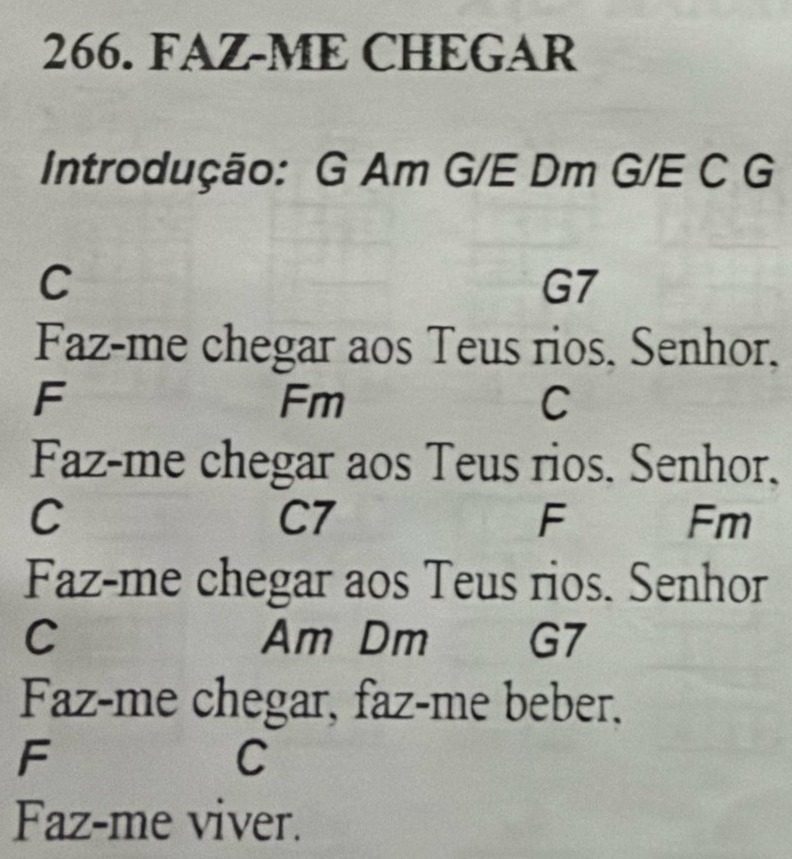 266. FAZ-ME CHEGAR
Introdução: G Am G/E Dm G/E C G
C G7
Faz-me chegar aos Teus rios, Senhor,
F Fm C
Faz-me chegar aos Teus rios, Senhor,
C C7 F Fm
Faz-me chegar aos Teus rios, Senhor
C Am Dm G7
Faz-me chegar, faz-me beber,
F C
Faz-me viver.